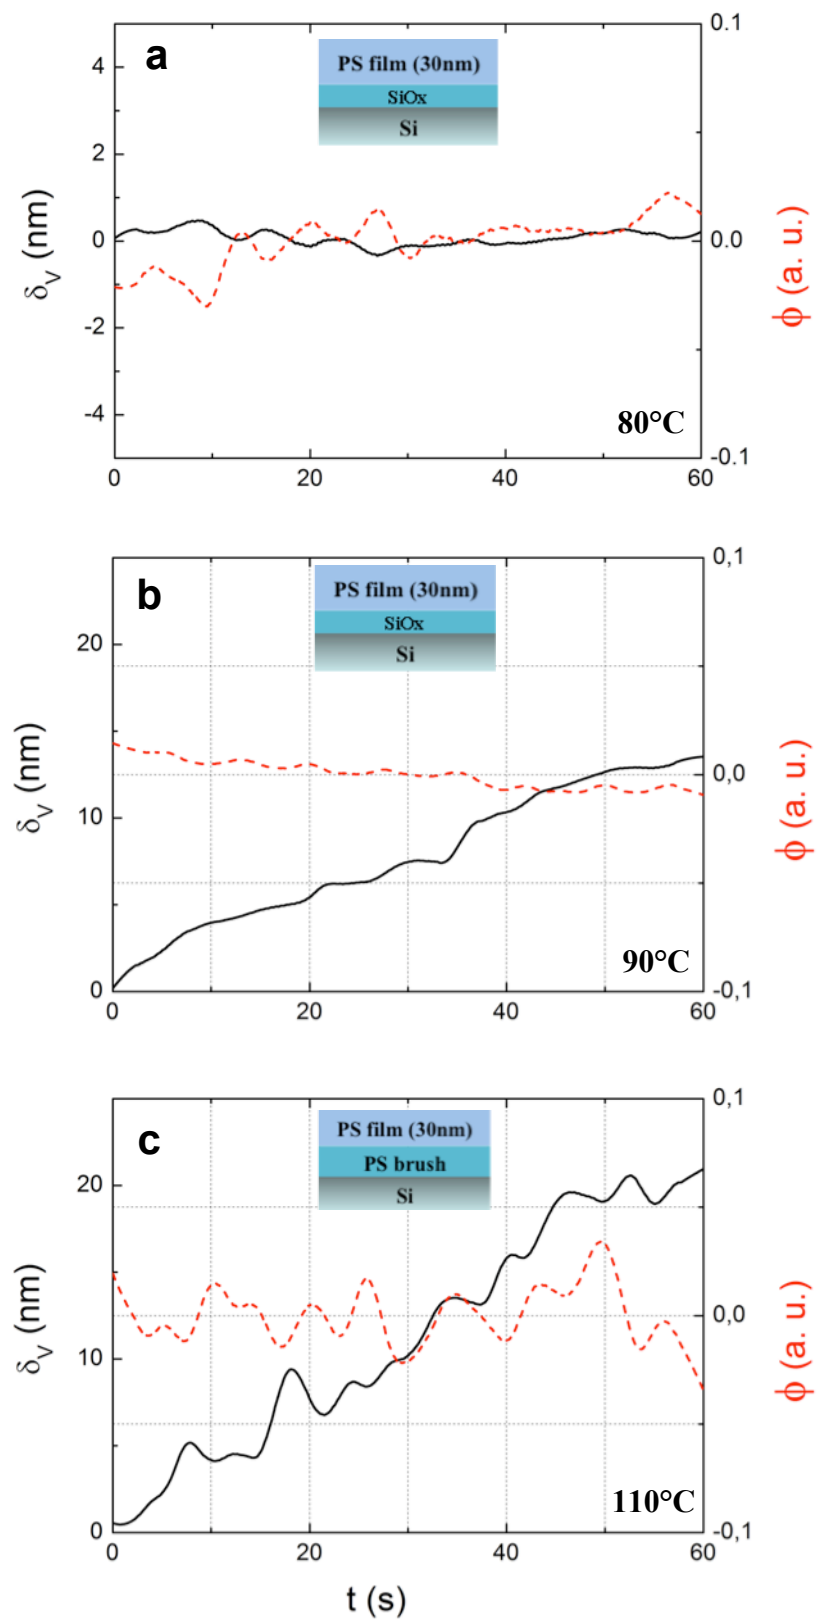 a
PS film (30nm)
SiOx
Si
4
2
0
-2
-4
δV (nm)
0.1
0.0
-0.1
ϕ (a. u.)
80°C
0
20
40
60
b
PS film (30nm)
SiOx
Si
20
10
0
δV (nm)
0,1
0,0
-0,1
ϕ (a. u.)
90°C
0
20
40
60
c
PS film (30nm)
PS brush
Si
20
10
0
δV (nm)
0,1
0,0
-0,1
ϕ (a. u.)
110°C
0
20
40
60
t (s)